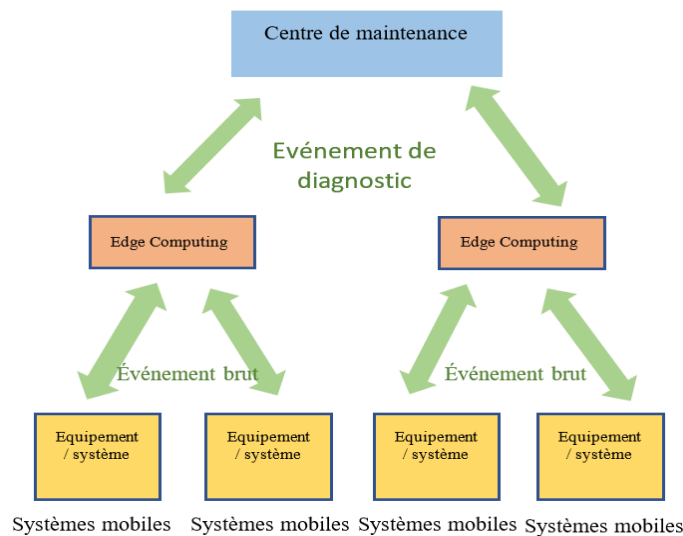 Centre de maintenance
Evénement de
diagnostic
Edge Computing
Edge Computing
Événement brut
Événement brut
Equipement
/ système
Equipement
/ système
Equipement
/ système
Equipement
/ système
Systèmes mobiles
Systèmes mobiles
Systèmes mobiles
Systèmes mobiles